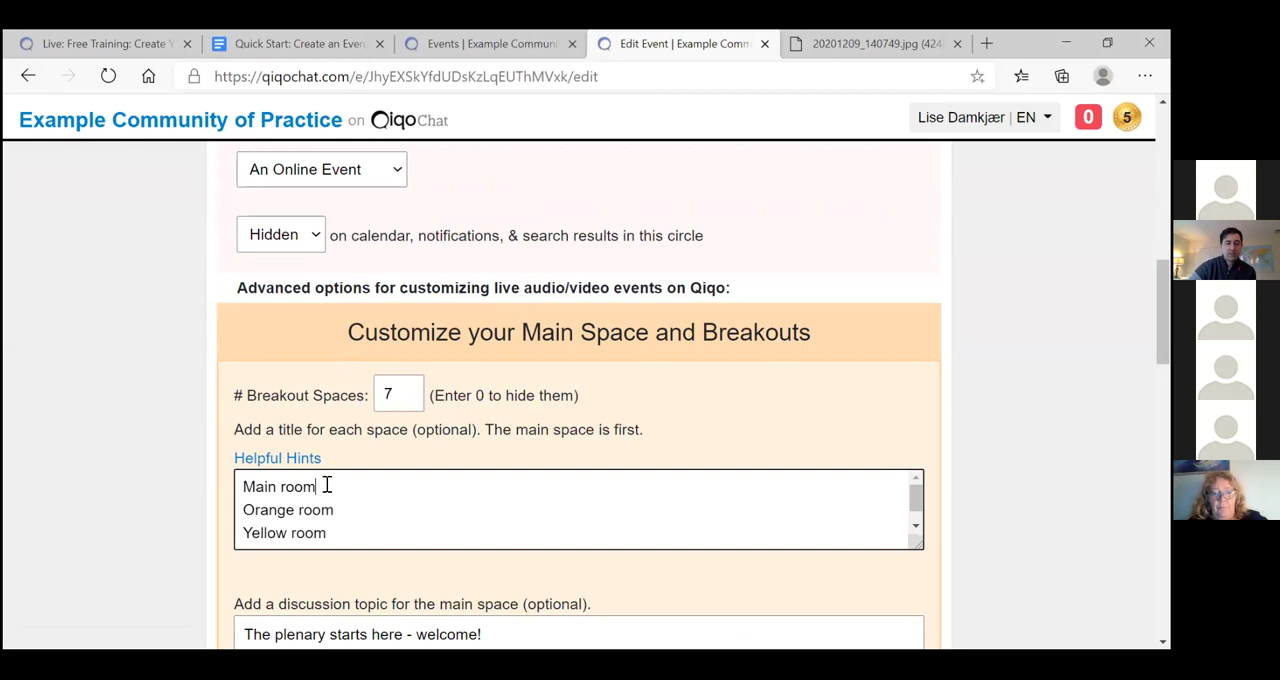 Live: Free Training: Create Y
Quick Start: Create an Even
Events | Example Commun
Edit Event | Example Comm
20201209_140749.jpg (424
https://qiqochat.com/e/JhyEXSkYfdUDsKzLqEUThMVxk/edit
Example Community of Practice on QiqoChat
Lise Damkjær | EN
0
5
An Online Event
Hidden on calendar, notifications, & search results in this circle
Advanced options for customizing live audio/video events on Qiqo:
Customize your Main Space and Breakouts
# Breakout Spaces: 7 (Enter 0 to hide them)
Add a title for each space (optional). The main space is first.
Helpful Hints
Main room
Orange room
Yellow room
Add a discussion topic for the main space (optional).
The plenary starts here - welcome!